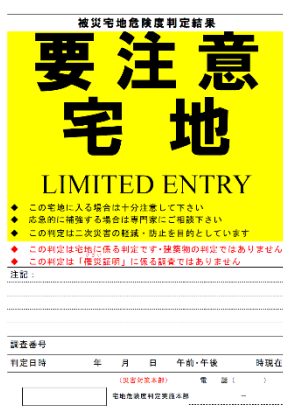 被災宅地危険度判定結果
要注意
宅地
LIMITED ENTRY
◆ この宅地に入る場合は十分注意して下さい
◆ 応急的に補強する場合は専門家にご相談下さい
◆ この判定は二次災害の軽減・防止を目的としています
◆ この判定は宅地に係る判定です・建築物の判定ではありません
◆ この判定は「罹災証明」に係る調査ではありません
注記:
調査番号
判定日時 年 月 日 午前・午後 時現在
(災害対策本部) 電 話( )
宅地危険度判定実施本部 −